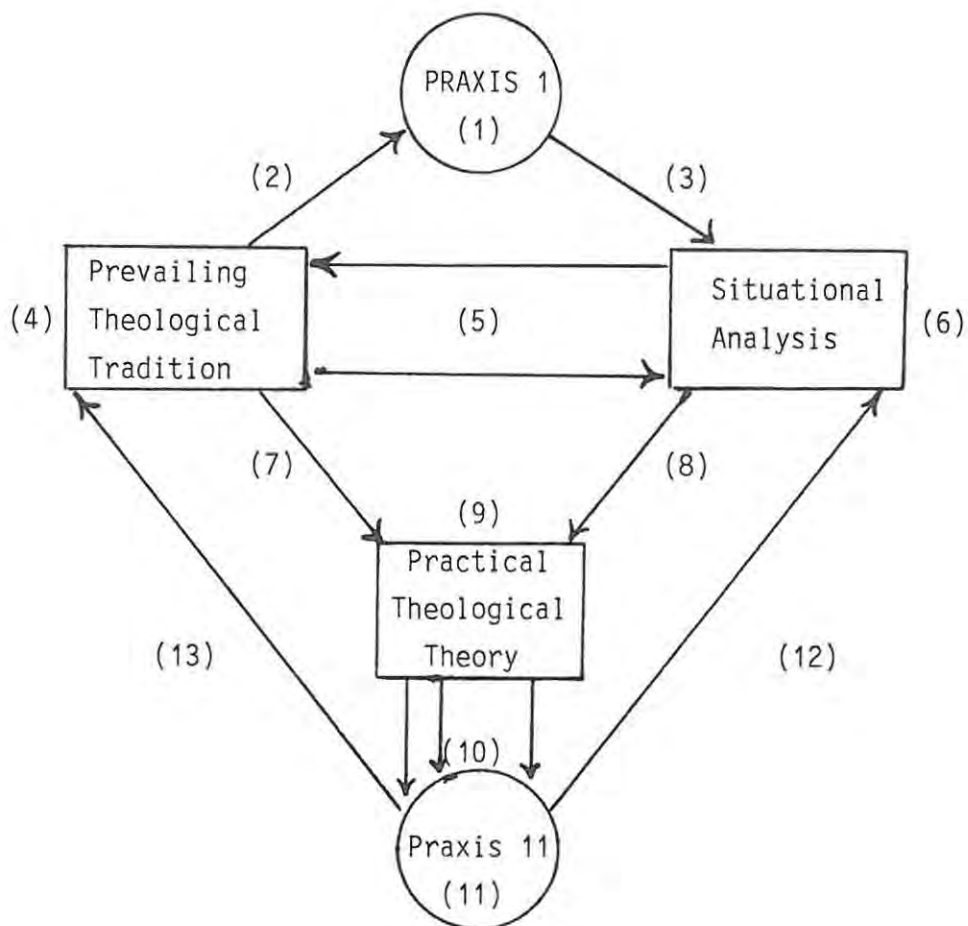 PRAXIS 1
(1)
(2)
(3)
Prevailing
Theological
Tradition
(4)
(5)
Situational
Analysis
(6)
(7)
(8)
(9)
Practical
Theological
Theory
(13)
(12)
(10)
Praxis 11
(11)